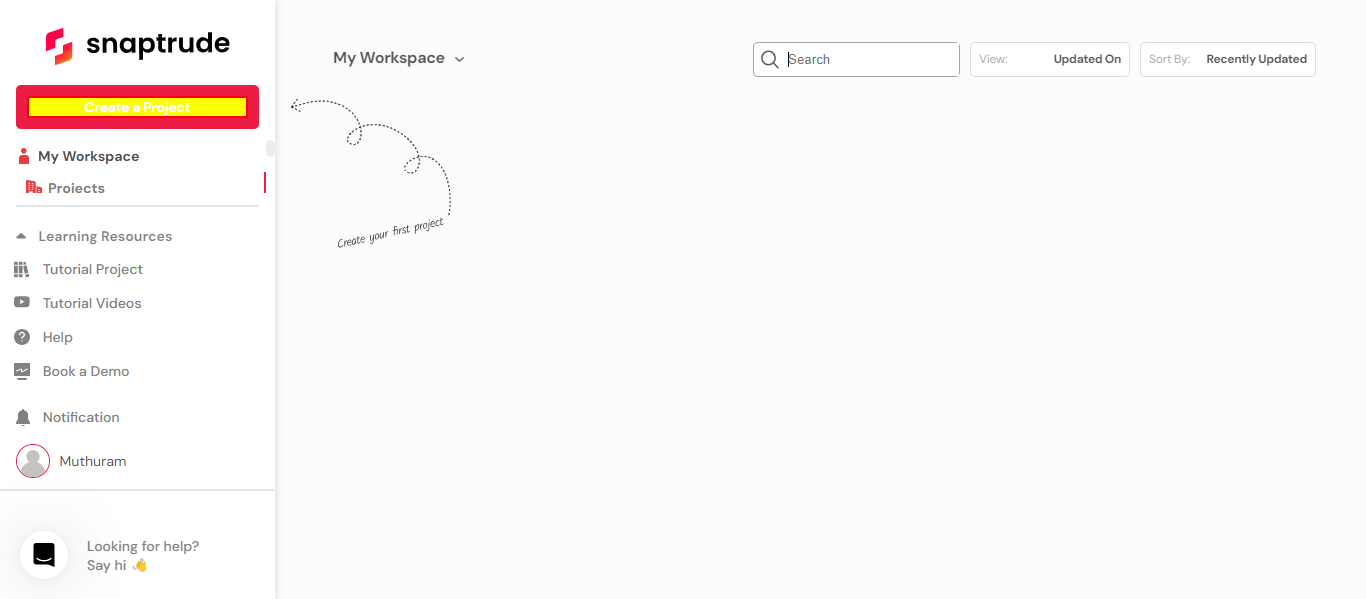 snaptrude
Create a Project
My Workspace
Projects
Learning Resources
Tutorial Project
Tutorial Videos
Help
Book a Demo
Notification
Muthuram
Looking for help?
Say hi 👋
My Workspace
Search
View: Updated On
Sort By: Recently Updated
Create your first project